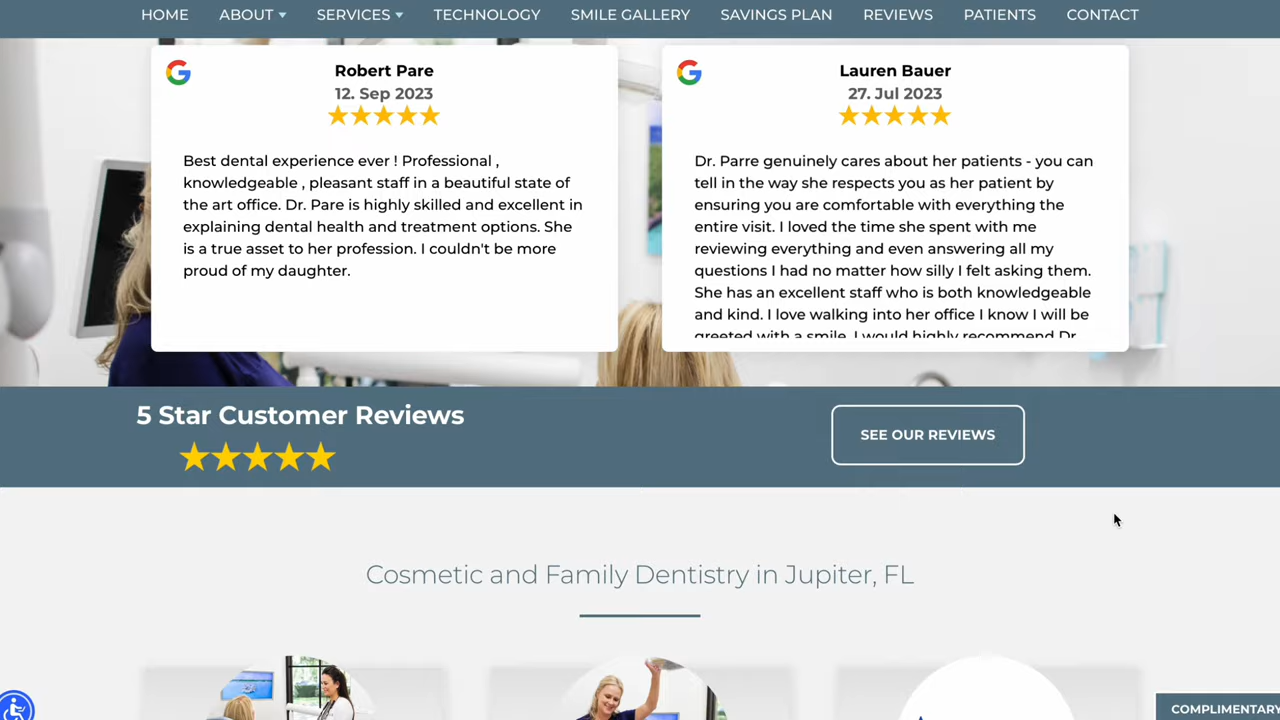 HOME ABOUT SERVICES TECHNOLOGY SMILE GALLERY SAVINGS PLAN REVIEWS PATIENTS CONTACT
Robert Pare
12. Sep 2023
Best dental experience ever ! Professional ,
knowledgeable , pleasant staff in a beautiful state of
the art office. Dr. Pare is highly skilled and excellent in
explaining dental health and treatment options. She
is a true asset to her profession. I couldn't be more
proud of my daughter.
Lauren Bauer
27. Jul 2023
Dr. Parre genuinely cares about her patients - you can
tell in the way she respects you as her patient by
ensuring you are comfortable with everything the
entire visit. I loved the time she spent with me
reviewing everything and even answering all my
questions I had no matter how silly I felt asking them.
She has an excellent staff who is both knowledgeable
and kind. I love walking into her office I know I will be
greeted with a smile. I would highly recommend Dr.
5 Star Customer Reviews
SEE OUR REVIEWS
Cosmetic and Family Dentistry in Jupiter, FL
COMPLIMENTARY